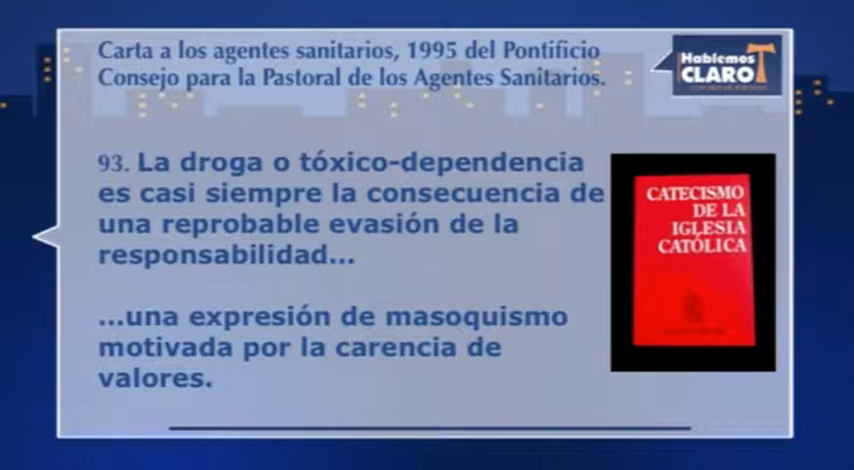 Carta a los agentes sanitarios, 1995 del Pontificio
Consejo para la Pastoral de los Agentes Sanitarios.
Hablemos
CLARO
93. La droga o tóxico-dependencia
es casi siempre la consecuencia de
una reprobable evasión de la
responsabilidad...
...una expresión de masoquismo
motivada por la carencia de
valores.
CATECISMO
DE LA
IGLESIA
CATÓLICA